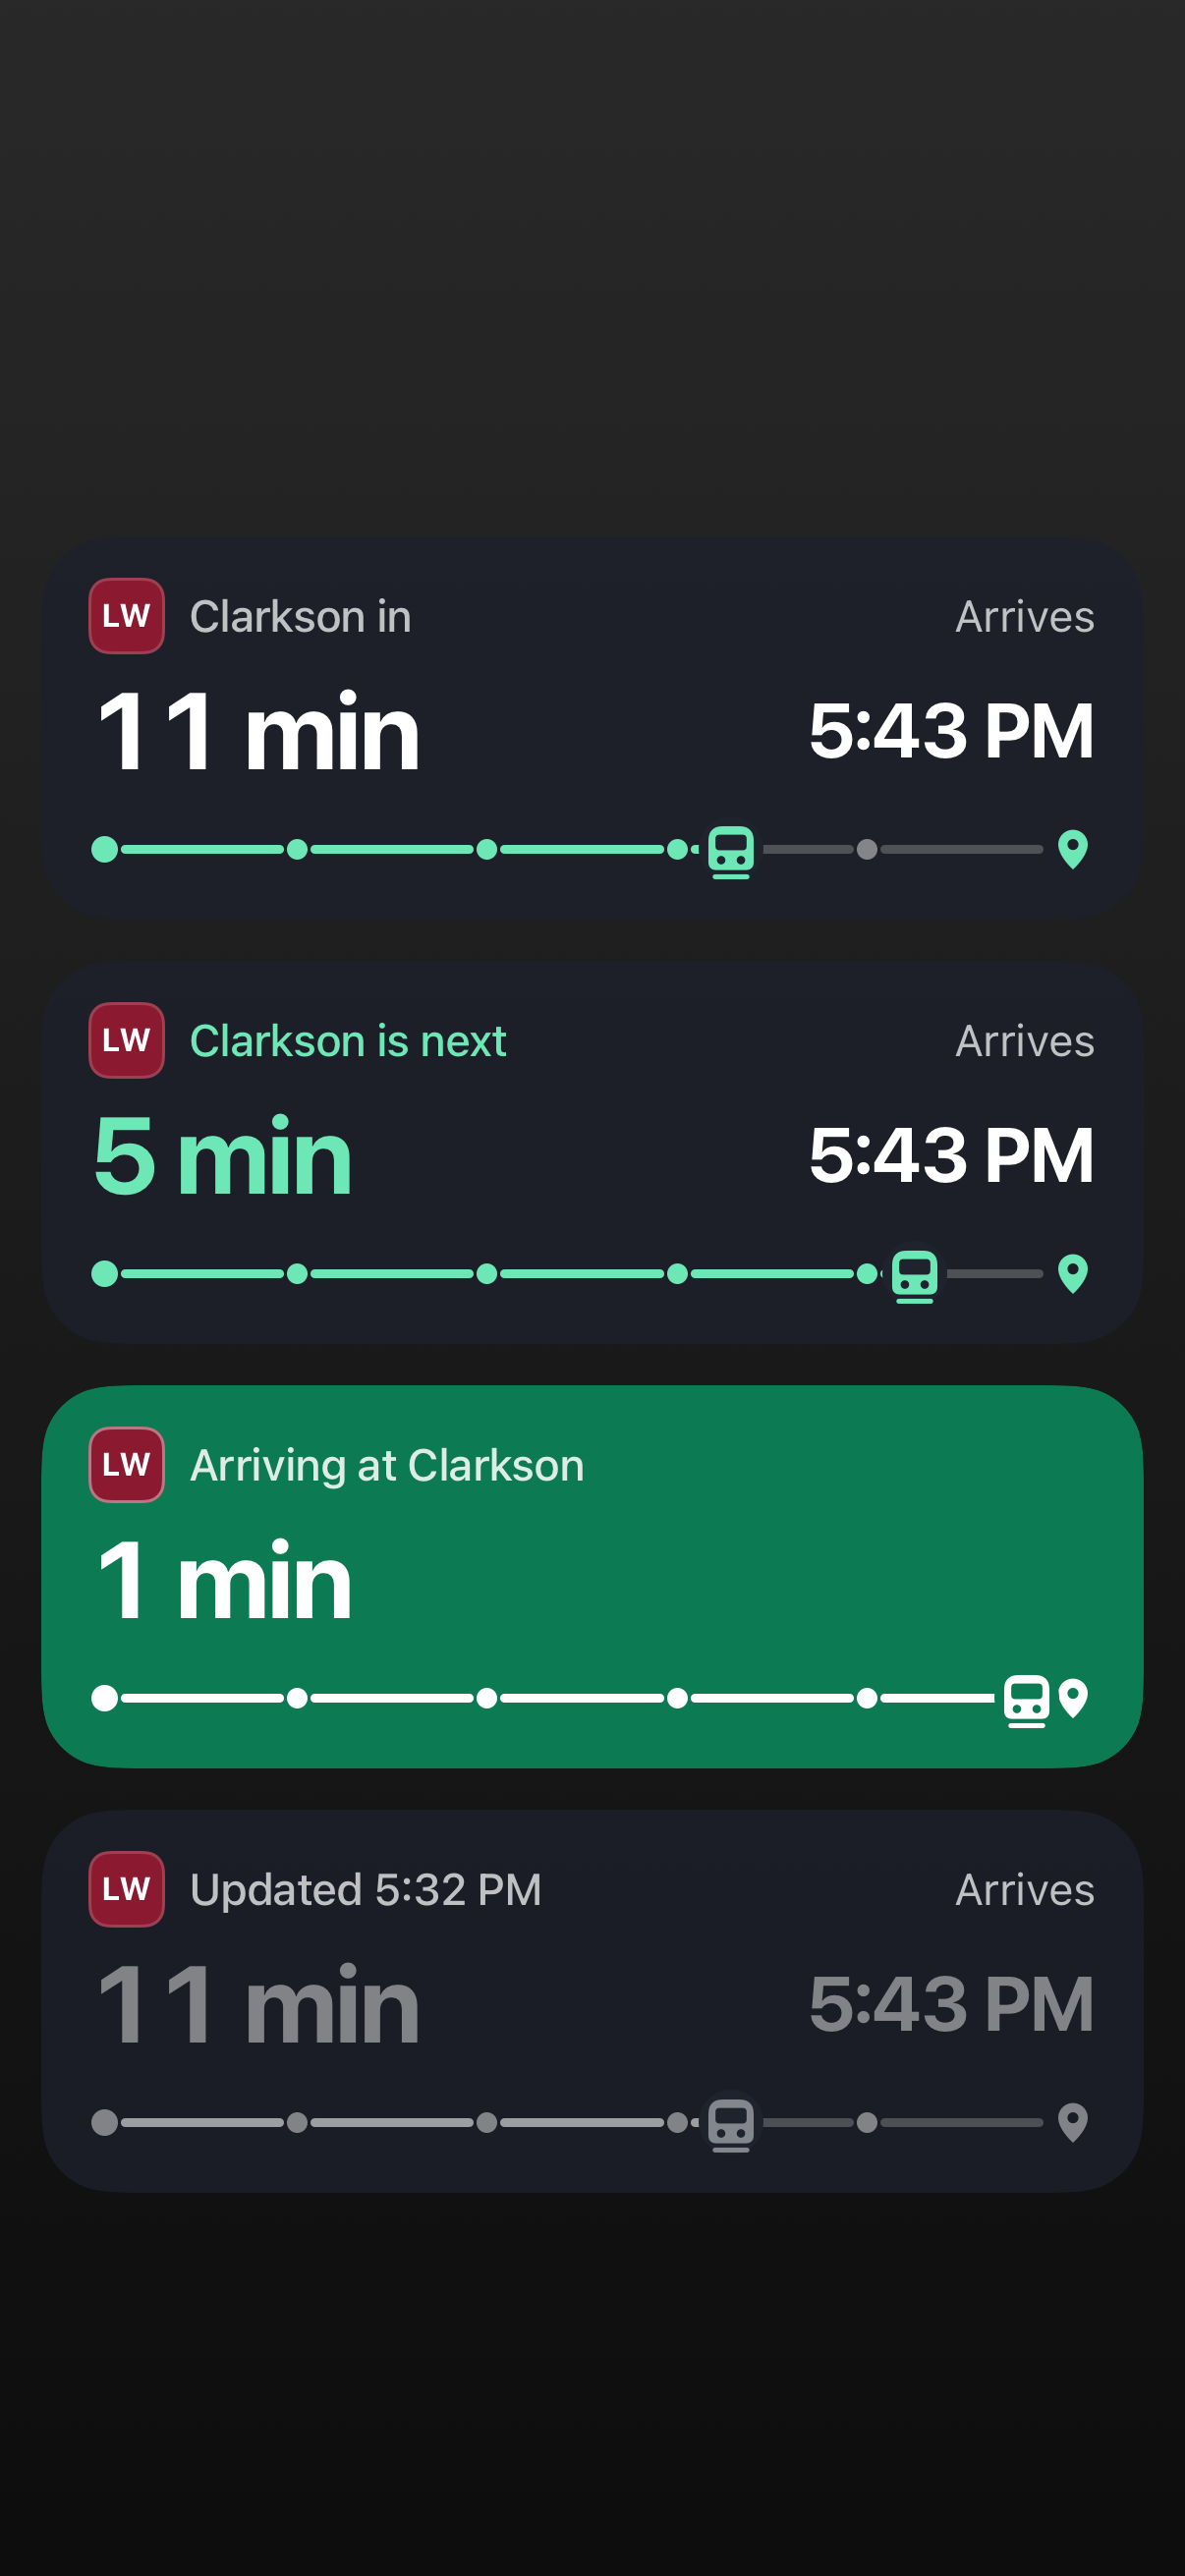 LW Clarkson in Arrives
11 min 5:43 PM
LW Clarkson is next Arrives
5 min 5:43 PM
LW Arriving at Clarkson
1 min
LW Updated 5:32 PM Arrives
11 min 5:43 PM